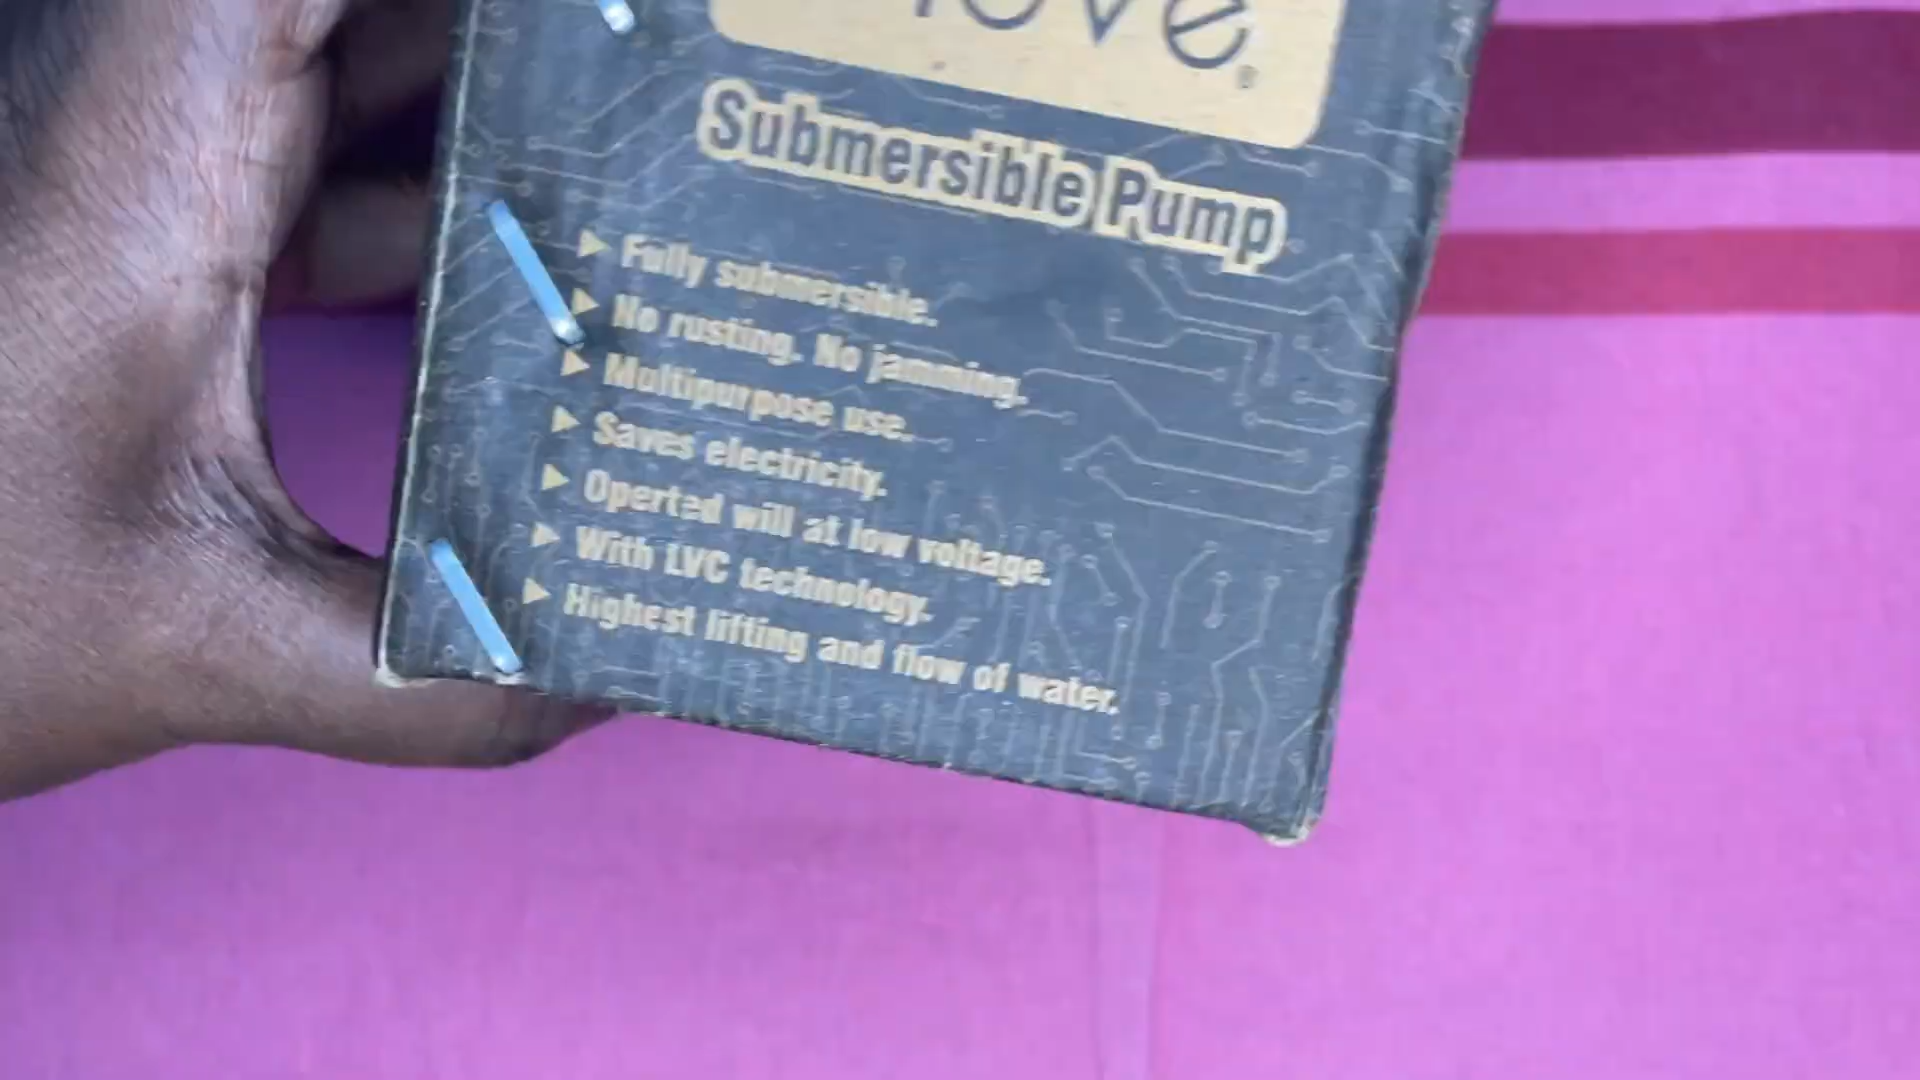 Submersible Pump
Fully submersible.
No rusting. No jamming.
Multipurpose use.
Saves electricity.
Operted will at low voltage.
With LVC technology.
Highest lifting and flow of water.